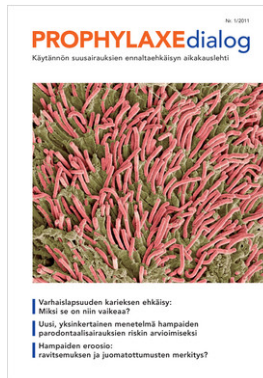 Nr. 1/2011
PROPHYLAXEdialog
Käytännön suusairauksien ennaltaehkäisyn aikakauslehti
Varhaislapsuuden karieksen ehkäisy:
Miksi se on niin vaikeaa?
Uusi, yksinkertainen menetelmä hampaiden
parodontaalisairauksien riskin arvioimiseksi
Hampaiden eroosio:
ravitsemuksen ja juomatottumusten merkitys?